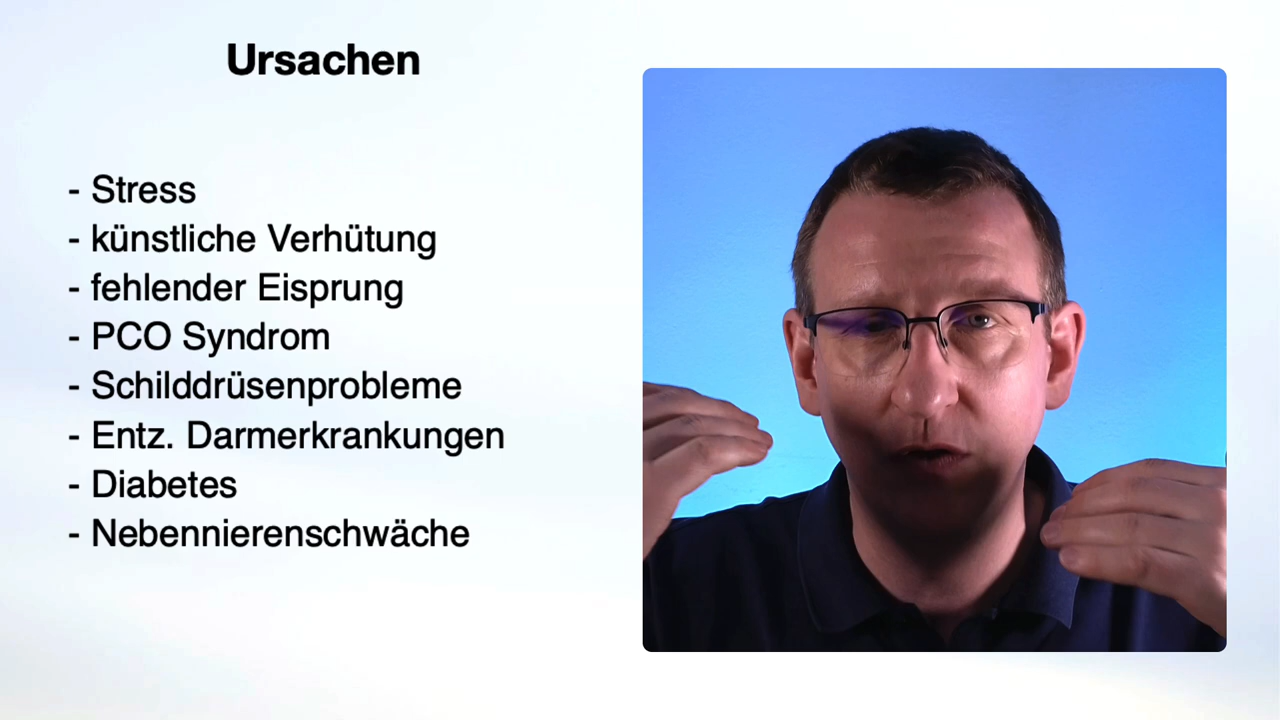 Ursachen
- Stress
- künstliche Verhütung
- fehlender Eisprung
- PCO Syndrom
- Schilddrüsenprobleme
- Entz. Darmerkrankungen
- Diabetes
- Nebennierenschwäche